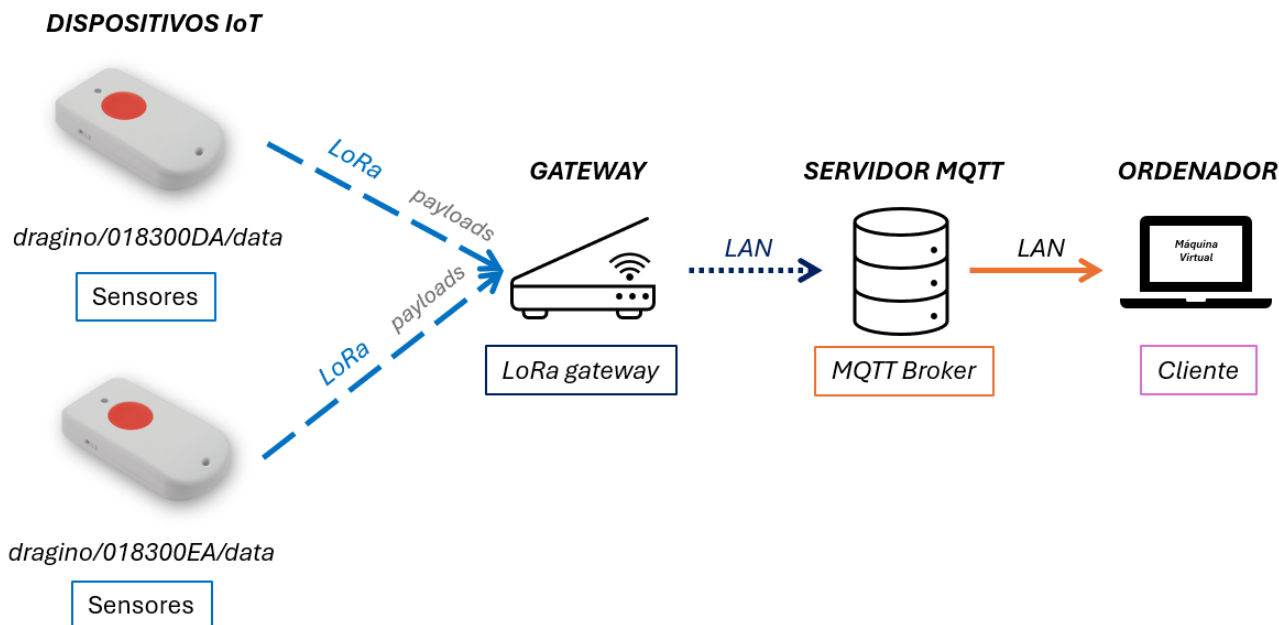 DISPOSITIVOS IoT
LoRa
payloads
dragino/018300DA/data
Sensores
LoRa
payloads
dragino/018300EA/data
Sensores
GATEWAY
LoRa gateway
LAN
SERVIDOR MQTT
MQTT Broker
LAN
ORDENADOR
Máquina
Virtual
Cliente